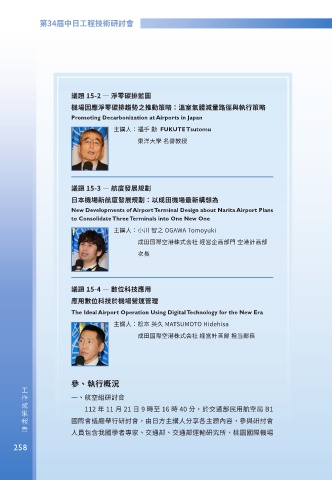 第34屆中日工程技術研討會
議題 15-2 — 淨零碳排藍圖
機場因應淨零碳排趨勢之推動策略：溫室氣體減量路徑與執行策略
Promoting Decarbonization at Airports in Japan
主講人：福手 勤 FUKUTE Tsutomu
東洋大學 名譽教授
議題 15-3 — 航廈發展規劃
日本機場新航廈發展規劃：以成田機場最新構想為
New Developments of Airport Terminal Design about Narita Airport Plans
to Consolidate Three Terminals into One New One
主講人：小川 智之 OGAWA Tomoyuki
成田国際空港株式会社 経営企画部門 空港計画部
次長
議題 15-4 — 數位科技應用
應用數位科技於機場營運管理
The Ideal Airport Operation Using Digital Technology for the New Era
主講人：松本 英久 MATSUMOTO Hidehisa
成田国際空港株式会社 経営計画部 担当部長
參、執行概況
一、航空組研討會
112 年 11 月 21 日 9 時至 16 時 40 分，於交通部民用航空局 B1
國際會議廳舉行研討會，由日方主講人分享各主題內容，參與研討會
人員包含我國學者專家、交通部、交通部運輸研究所、桃園國際機場
工作成果報告
258